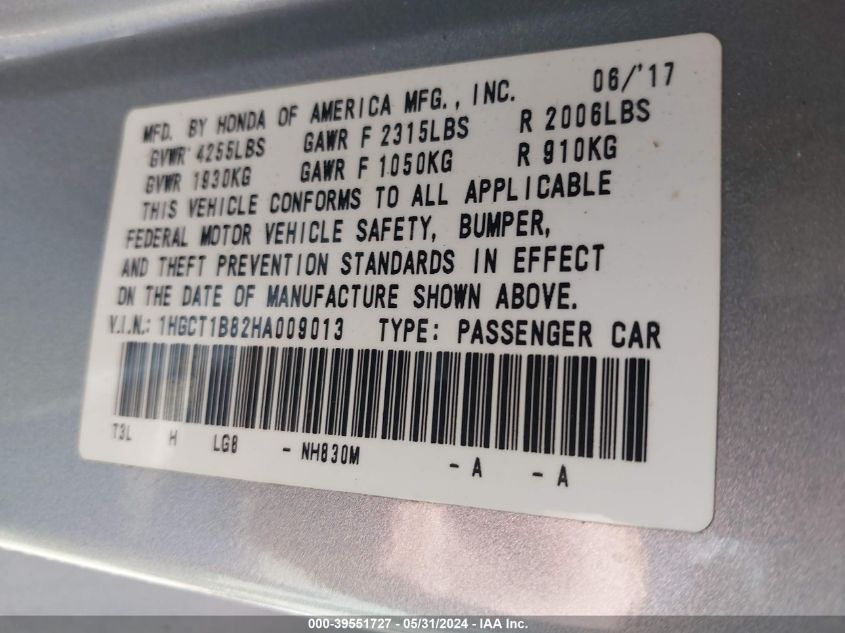 MFD. BY HONDA OF AMERICA MFG., INC. 06/'17
GVWR 4255LBS GAWR F 2315LBS R 2006LBS
GVWR 1930KG GAWR F 1050KG R 910KG
THIS VEHICLE CONFORMS TO ALL APPLICABLE
FEDERAL MOTOR VEHICLE SAFETY, BUMPER,
AND THEFT PREVENTION STANDARDS IN EFFECT
ON THE DATE OF MANUFACTURE SHOWN ABOVE.
V.I.N.: 1HGCT1B82HA009013 TYPE: PASSENGER CAR
T3L H LG8 - NH830M - A - A
000-39551727 - 05/31/2024 - IAA Inc.